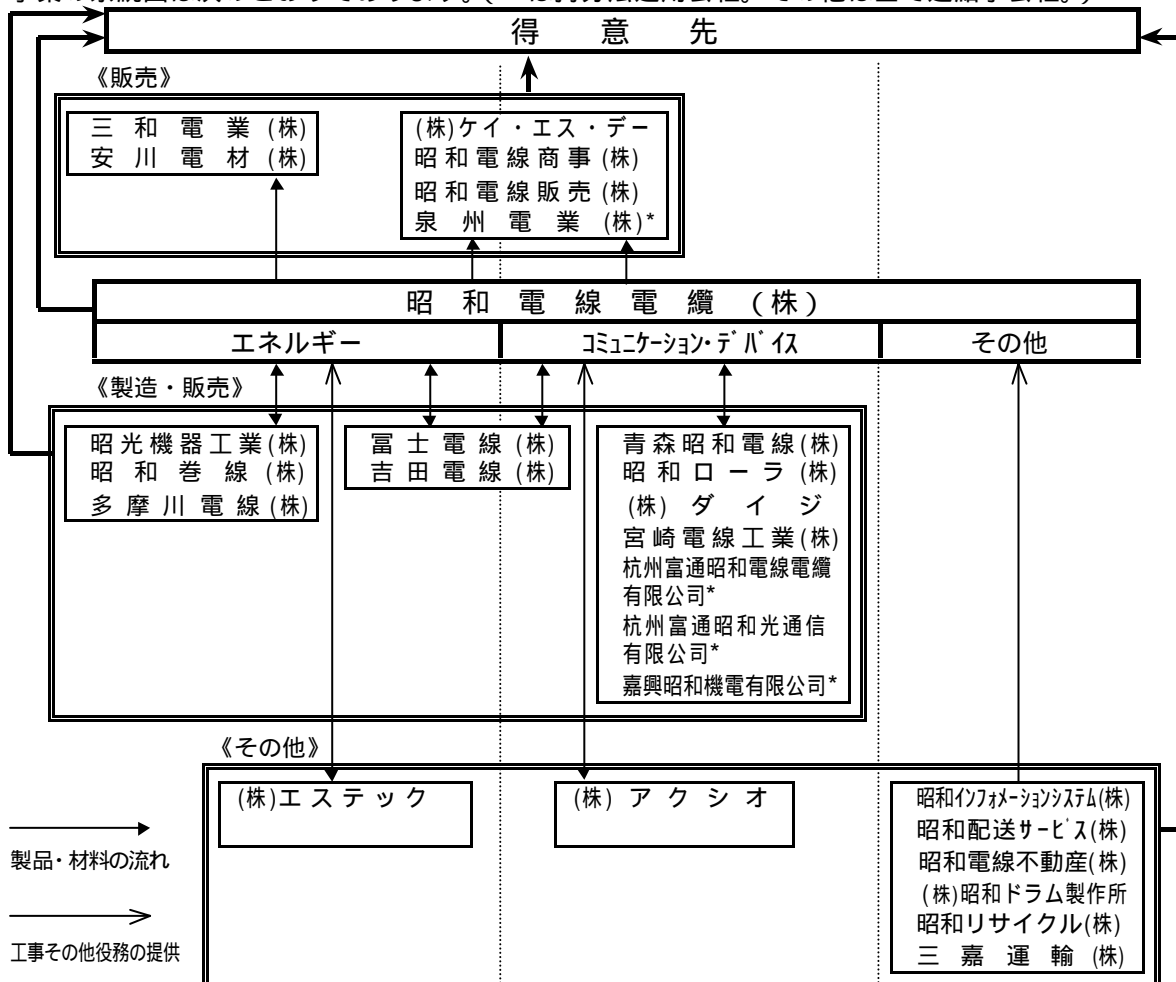 得意先
《販売》
三和電業(株)
安川電材(株)
(株)ケイ・エス・デー
昭和電線商事(株)
昭和電線販売(株)
泉州電業(株)*
昭和電線電纜(株)
エネルギー
コミュニケーション・デバイス
その他
《製造・販売》
昭光機器工業(株)
昭和巻線(株)
多摩川電線(株)
冨士電線(株)
吉田電線(株)
青森昭和電線(株)
昭和ローラ(株)
(株)ダイジ
宮崎電線工業(株)
杭州富通昭和電線電纜
有限公司*
杭州富通昭和光通信
有限公司*
嘉興昭和機電有限公司*
《その他》
(株)エステック
(株)アクシオ
昭和インフォメーションシステム(株)
昭和配送サービス(株)
昭和電線不動産(株)
(株)昭和ドラム製作所
昭和リサイクル(株)
三嘉運輸(株)
製品・材料の流れ
工事その他役務の提供